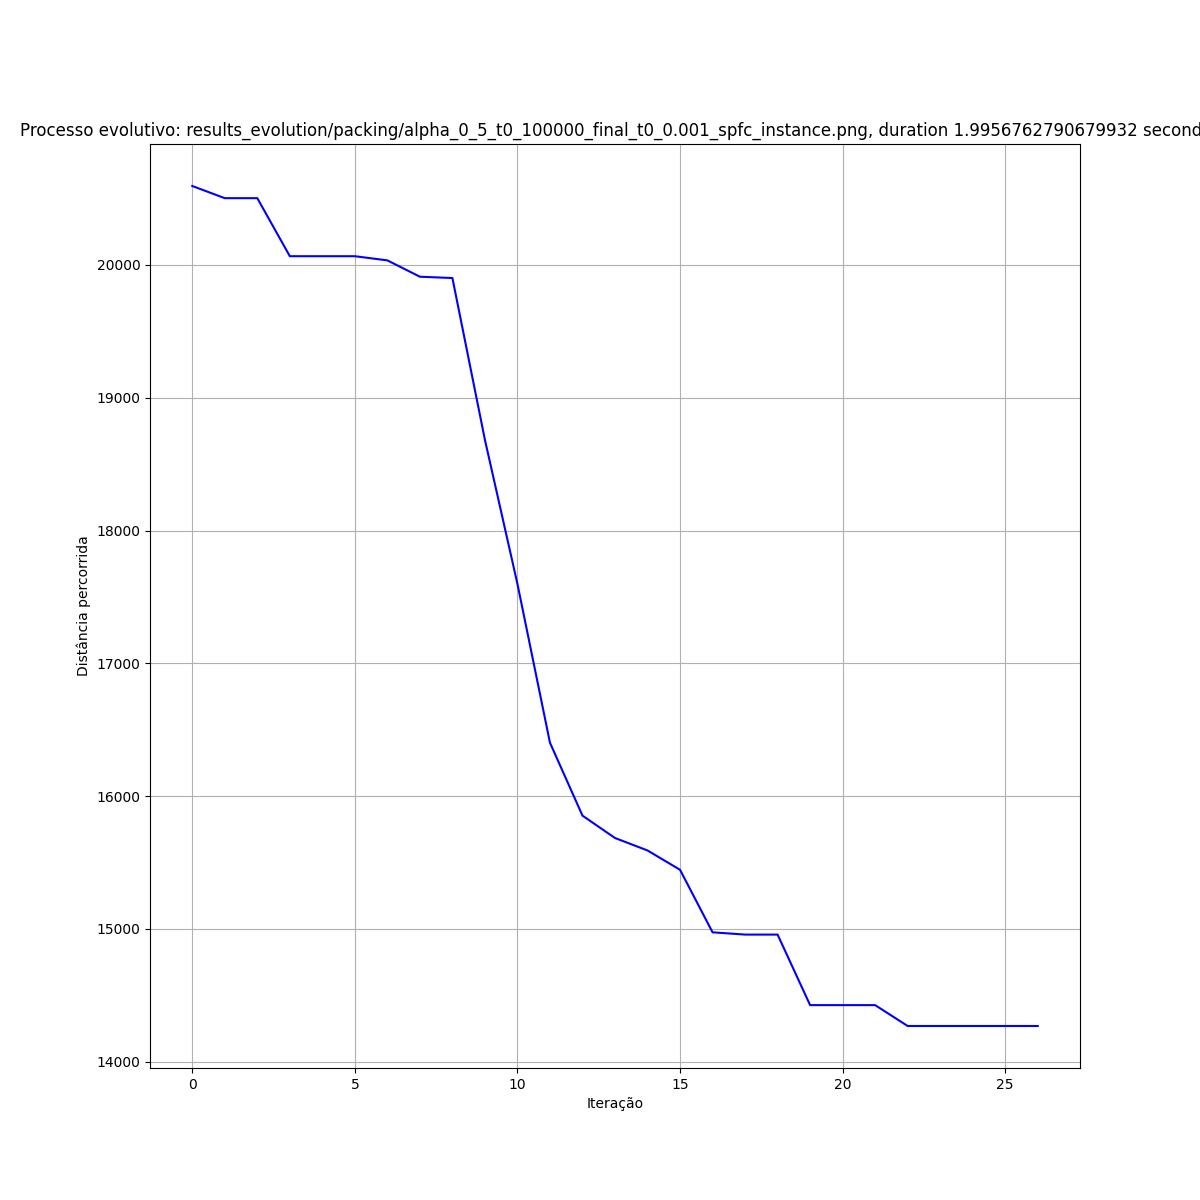 Processo evolutivo: results_evolution/packing/alpha_0_5_t0_100000_final_t0_0.001_spfc_instance.png, duration 1.9956762790679932 second
20000
19000
18000
17000
16000
15000
14000
Distância percorrida
0 5 10 15 20 25
Iteração